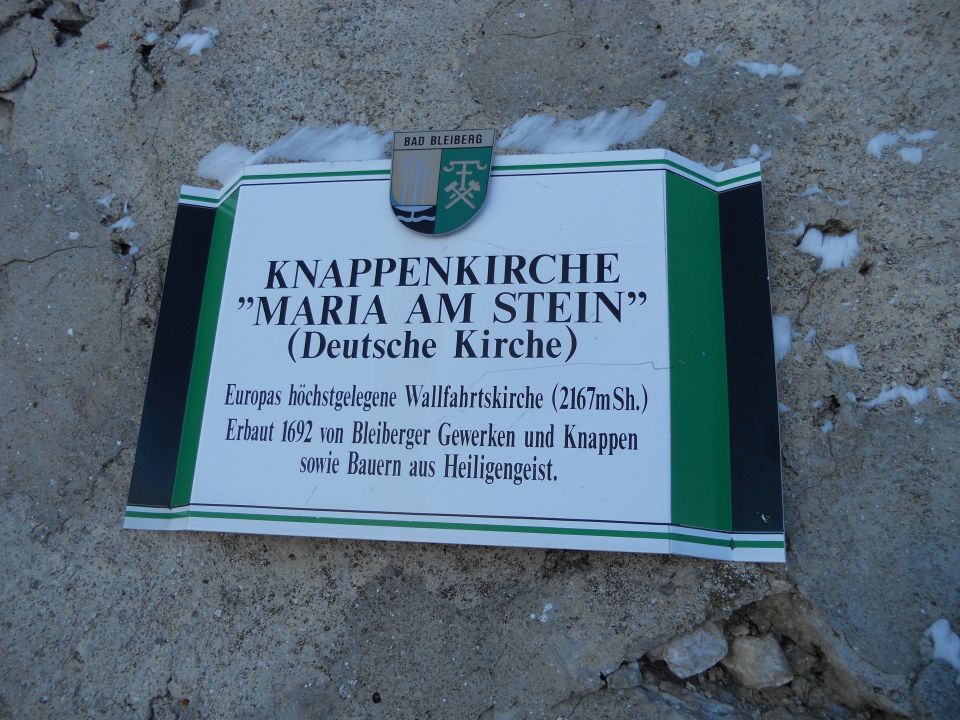 BAD BLEIBERG
KNAPPENKIRCHE
”MARIA AM STEIN”
(Deutsche Kirche)
Europas höchstgelegene Wallfahrtskirche (2167m Sh.)
Erbaut 1692 von Bleiberger Gewerken und Knappen
sowie Bauern aus Heiligengeist.